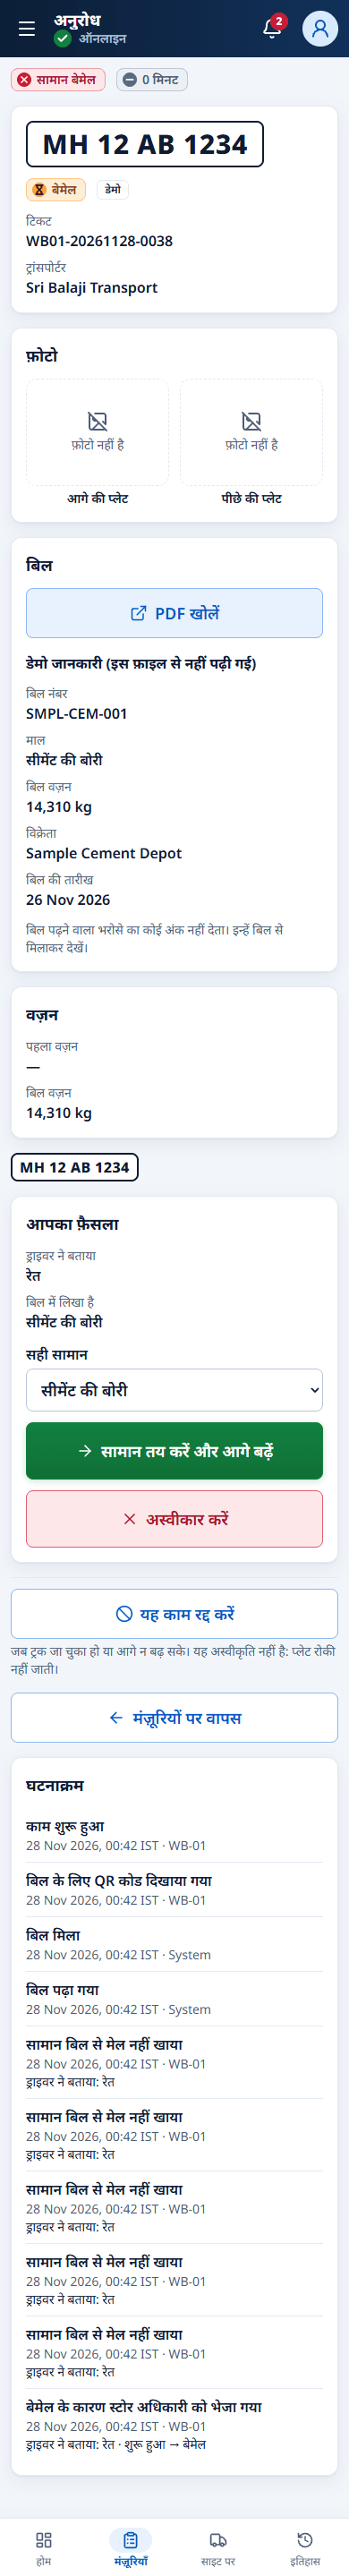 अनुरोध
ऑनलाइन
2
सामान बेमेल
0 मिनट
MH 12 AB 1234
बेमेल
डेमो
टिकट
WB01-20261128-0038
ट्रांसपोर्टर
Sri Balaji Transport
फ़ोटो
फ़ोटो नहीं है
फ़ोटो नहीं है
आगे की प्लेट
पीछे की प्लेट
बिल
PDF खोलें
डेमो जानकारी (इस फ़ाइल से नहीं पढ़ी गई)
बिल नंबर
SMPL-CEM-001
माल
सीमेंट की बोरी
बिल वज़न
14,310 kg
विक्रेता
Sample Cement Depot
बिल की तारीख
26 Nov 2026
बिल पढ़ने वाला भरोसे का कोई अंक नहीं देता। इन्हें बिल से
मिलाकर देखें।
वज़न
पहला वज़न
—
बिल वज़न
14,310 kg
MH 12 AB 1234
आपका फ़ैसला
ड्राइवर ने बताया
रेत
बिल में लिखा है
सीमेंट की बोरी
सही सामान
सीमेंट की बोरी
सामान तय करें और आगे बढ़ें
अस्वीकार करें
यह काम रद्द करें
जब ट्रक जा चुका हो या आगे न बढ़ सके। यह अस्वीकृति नहीं है: प्लेट रोकी
नहीं जाती।
मंज़ूरियों पर वापस
घटनाक्रम
काम शुरू हुआ
28 Nov 2026, 00:42 IST · WB-01
बिल के लिए QR कोड दिखाया गया
28 Nov 2026, 00:42 IST · WB-01
बिल मिला
28 Nov 2026, 00:42 IST · System
बिल पढ़ा गया
28 Nov 2026, 00:42 IST · System
सामान बिल से मेल नहीं खाया
28 Nov 2026, 00:42 IST · WB-01
ड्राइवर ने बताया: रेत
सामान बिल से मेल नहीं खाया
28 Nov 2026, 00:42 IST · WB-01
ड्राइवर ने बताया: रेत
सामान बिल से मेल नहीं खाया
28 Nov 2026, 00:42 IST · WB-01
ड्राइवर ने बताया: रेत
सामान बिल से मेल नहीं खाया
28 Nov 2026, 00:42 IST · WB-01
ड्राइवर ने बताया: रेत
सामान बिल से मेल नहीं खाया
28 Nov 2026, 00:42 IST · WB-01
ड्राइवर ने बताया: रेत
बेमेल के कारण स्टोर अधिकारी को भेजा गया
28 Nov 2026, 00:42 IST · WB-01
ड्राइवर ने बताया: रेत · शुरू हुआ → बेमेल
होम
मंज़ूरियाँ
साइट पर
इतिहास